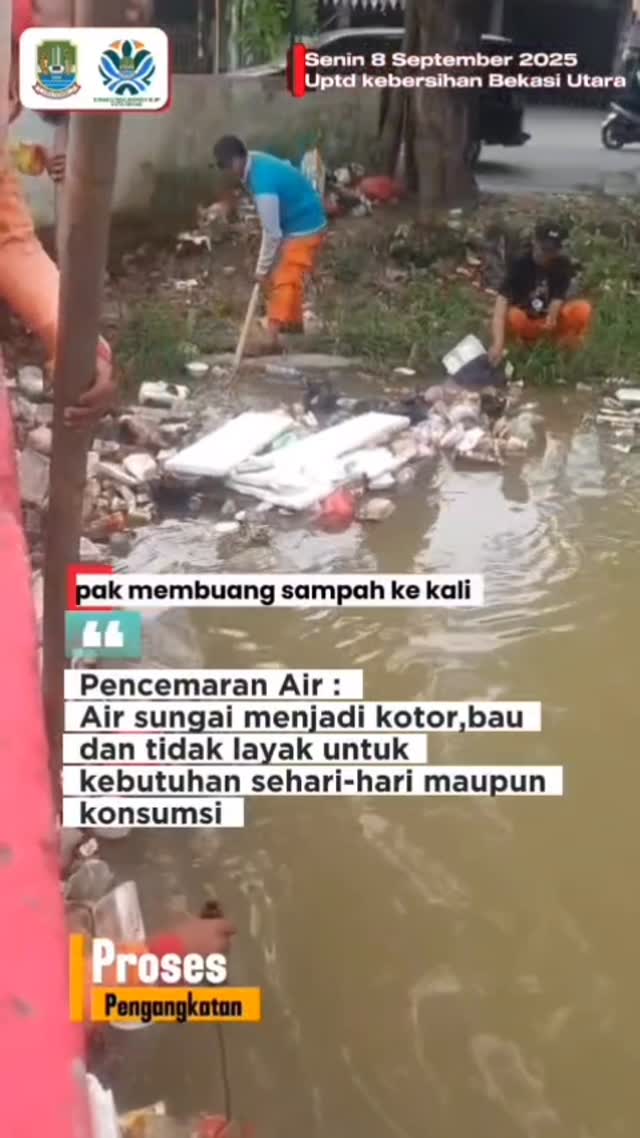 Senin 8 September 2025
Uptd kebersihan Bekasi Utara
pak membuang sampah ke kali
Pencemaran Air :
Air sungai menjadi kotor,bau
dan tidak layak untuk
kebutuhan sehari-hari maupun
konsumsi
Proses
Pengangkatan